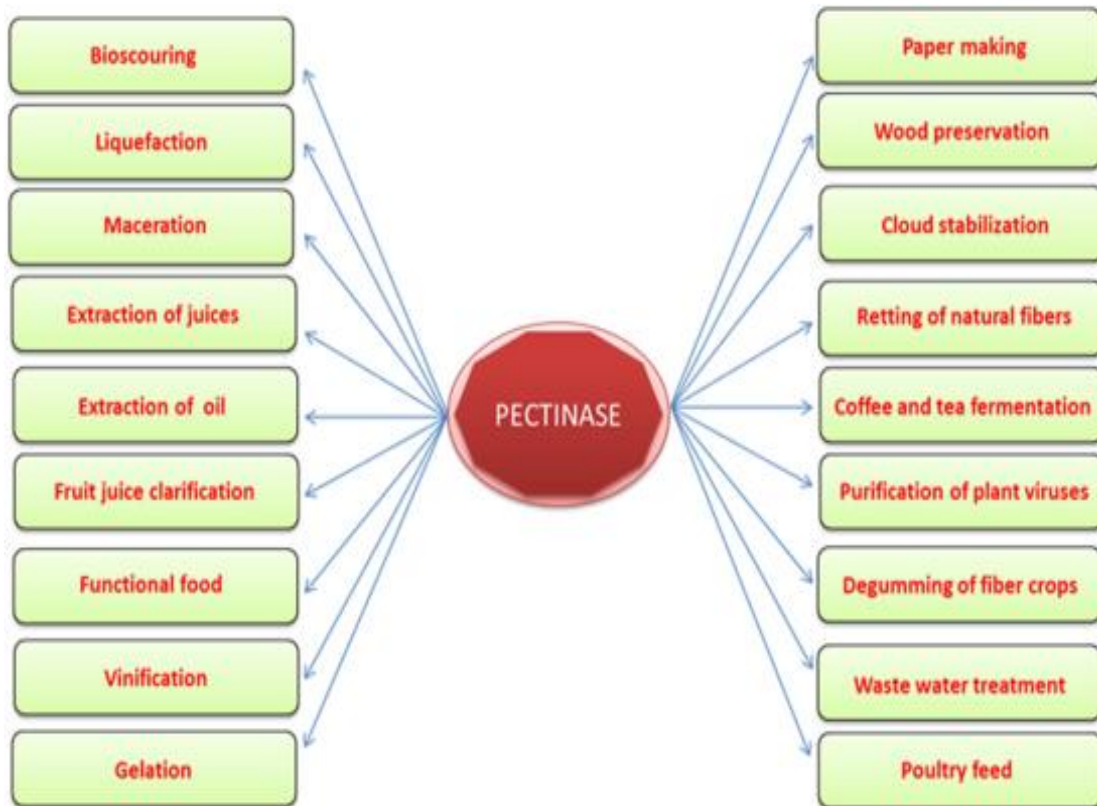 Bioscouring
Liquefaction
Maceration
Extraction of juices
Extraction of oil
Fruit juice clarification
Functional food
Vinification
Gelation
PECTINASE
Paper making
Wood preservation
Cloud stabilization
Retting of natural fibers
Coffee and tea fermentation
Purification of plant viruses
Degumming of fiber crops
Waste water treatment
Poultry feed